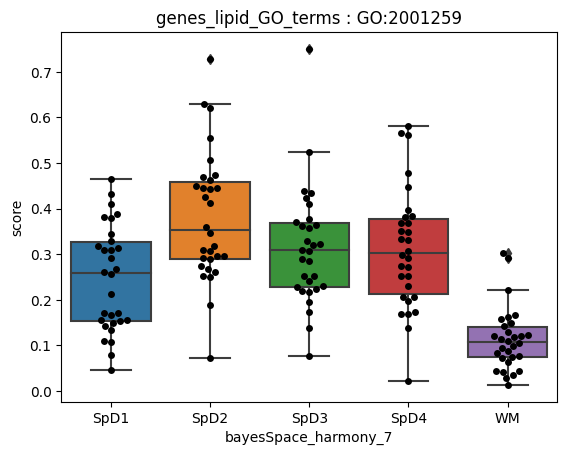 genes_lipid_GO_terms : GO:2001259
score
0.7
0.6
0.5
0.4
0.3
0.2
0.1
0.0
SpD1 SpD2 SpD3 SpD4 WM
bayesSpace_harmony_7